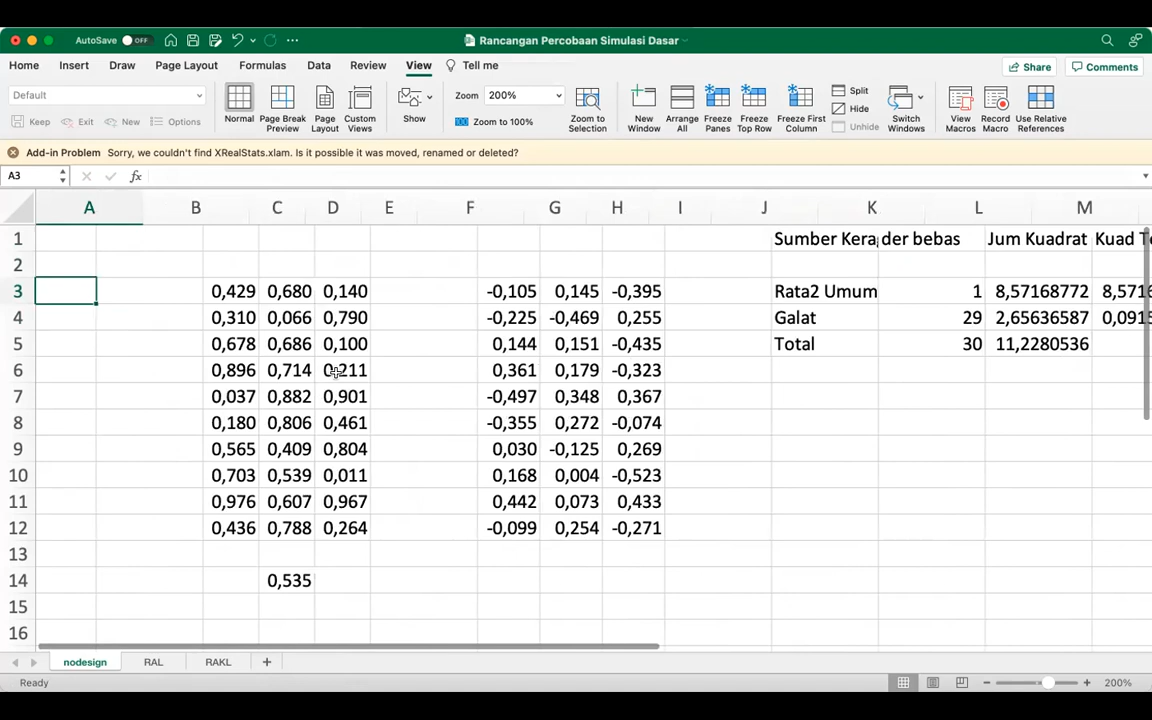 AutoSave OFF Rancangan Percobaan Simulasi Dasar
Home Insert Draw Page Layout Formulas Data Review View Tell me Share Comments
Default Zoom 200% Split
Keep Exit New Options Normal Page Break Preview Page Layout Custom Views Show Zoom to 100% Zoom to Selection New Window Arrange All Freeze Panes Freeze Top Row Freeze First Column Hide Unhide Switch Windows View Macros Record Macro Use Relative References
Add-in Problem Sorry, we couldn't find XRealStats.xlam. Is it possible it was moved, renamed or deleted?
A3 fx
A B C D E F G H I J K L M
1 Sumber Kera der bebas Jum Kuadrat Kuad Te
2
3 0,429 0,680 0,140 -0,105 0,145 -0,395 Rata2 Umum 1 8,57168772 8,5716
4 0,310 0,066 0,790 -0,225 -0,469 0,255 Galat 29 2,65636587 0,0915
5 0,678 0,686 0,100 0,144 0,151 -0,435 Total 30 11,2280536
6 0,896 0,714 0,211 0,361 0,179 -0,323
7 0,037 0,882 0,901 -0,497 0,348 0,367
8 0,180 0,806 0,461 -0,355 0,272 -0,074
9 0,565 0,409 0,804 0,030 -0,125 0,269
10 0,703 0,539 0,011 0,168 0,004 -0,523
11 0,976 0,607 0,967 0,442 0,073 0,433
12 0,436 0,788 0,264 -0,099 0,254 -0,271
13
14 0,535
15
16
nodesign RAL RAKL
Ready 200%